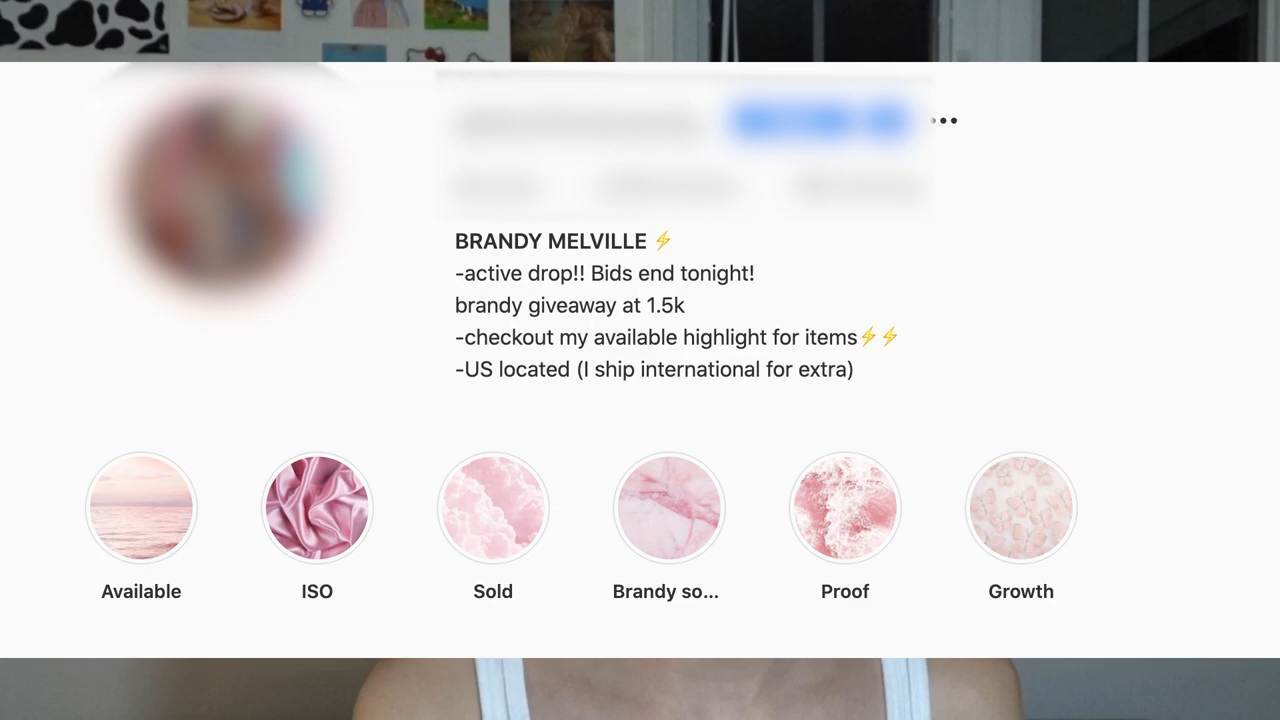 BRANDY MELVILLE ⚡
-active drop!! Bids end tonight!
brandy giveaway at 1.5k
-checkout my available highlight for items⚡⚡
-US located (I ship international for extra)
Available
ISO
Sold
Brandy so...
Proof
Growth